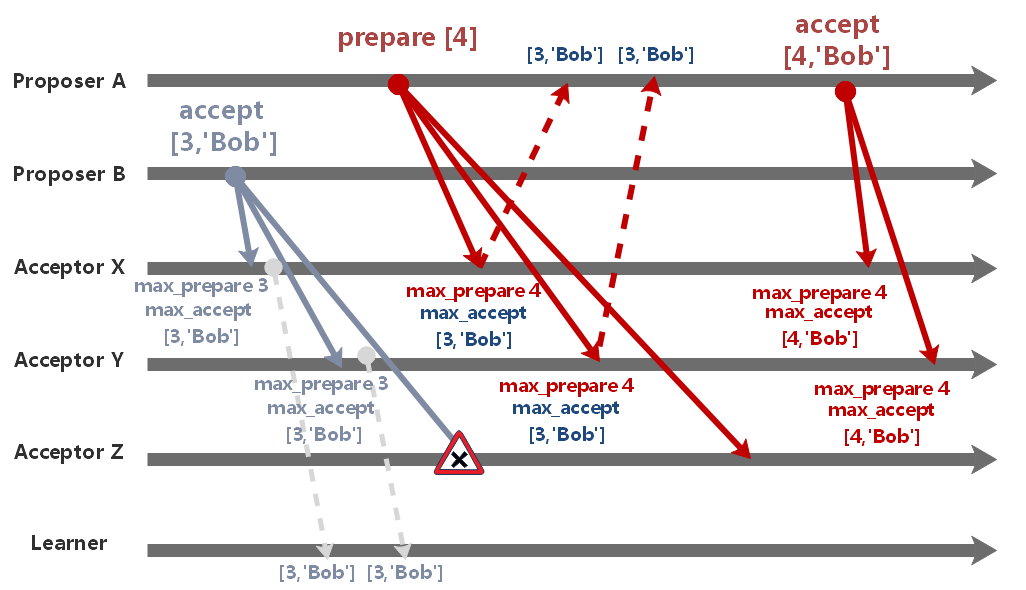 prepare [4]
[3,'Bob']
[3,'Bob']
accept
[4,'Bob']
Proposer A
accept
[3,'Bob']
Proposer B
Acceptor X
max_prepare 3
max_accept
[3,'Bob']
max_prepare 4
max_accept
[3,'Bob']
max_prepare 4
max_accept
[4,'Bob']
Acceptor Y
max_prepare 3
max_accept
[3,'Bob']
max_prepare 4
max_accept
[3,'Bob']
max_prepare 4
max_accept
[4,'Bob']
Acceptor Z
Learner
[3,'Bob']
[3,'Bob']